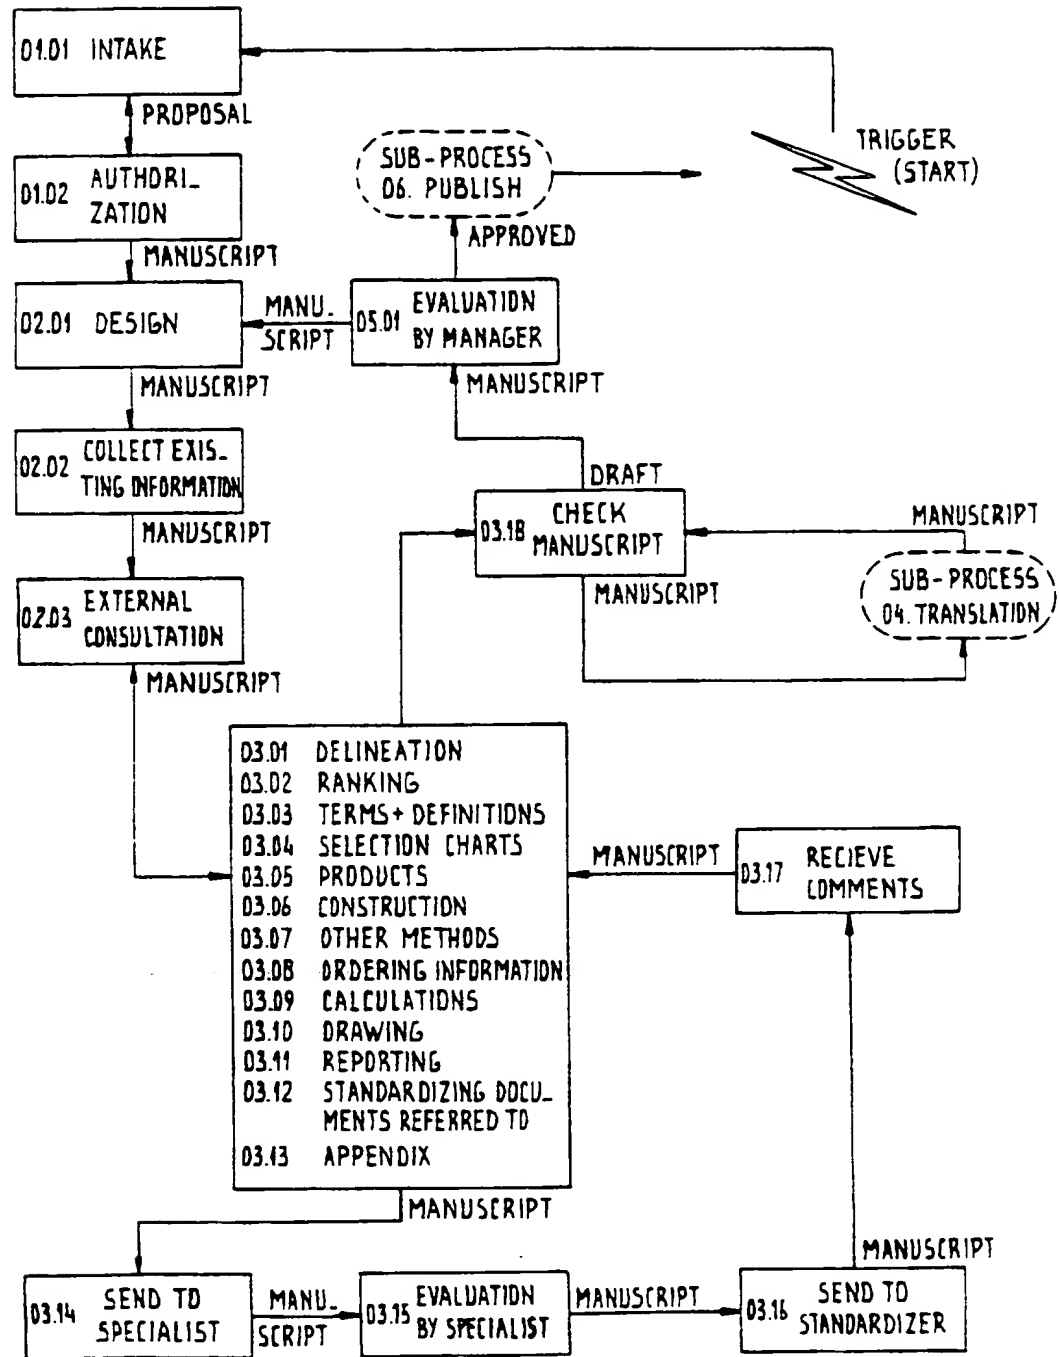 01.01 INTAKE
PROPOSAL
01.02 AUTHORI_
ZATION
MANUSCRIPT
02.01 DESIGN
MANUSCRIPT
02.02 COLLECT EXIS_
TING INFORMATION
MANUSCRIPT
02.03 EXTERNAL
CONSULTATION
MANUSCRIPT
TRIGGER
(START)
SUB-PROCESS
06. PUBLISH
APPROVED
05.01 EVALUATION
BY MANAGER
MANU_
SCRIPT
MANUSCRIPT
DRAFT
03.18 CHECK
MANUSCRIPT
MANUSCRIPT
MANUSCRIPT
SUB-PROCESS
04. TRANSLATION
03.01 DELINEATION
03.02 RANKING
03.03 TERMS+ DEFINITIONS
03.04 SELECTION CHARTS
03.05 PRODUCTS
03.06 CONSTRUCTION
03.07 OTHER METHODS
03.08 ORDERING INFORMATION
03.09 CALCULATIONS
03.10 DRAWING
03.11 REPORTING
03.12 STANDARDIZING DOCU_
MENTS REFERRED TO
03.13 APPENDIX
MANUSCRIPT
03.17 RECIEVE
COMMENTS
MANUSCRIPT
MANUSCRIPT
03.14 SEND TO
SPECIALIST
MANU_
SCRIPT
03.15 EVALUATION
BY SPECIALIST
MANUSCRIPT
03.16 SEND TO
STANDARDIZER